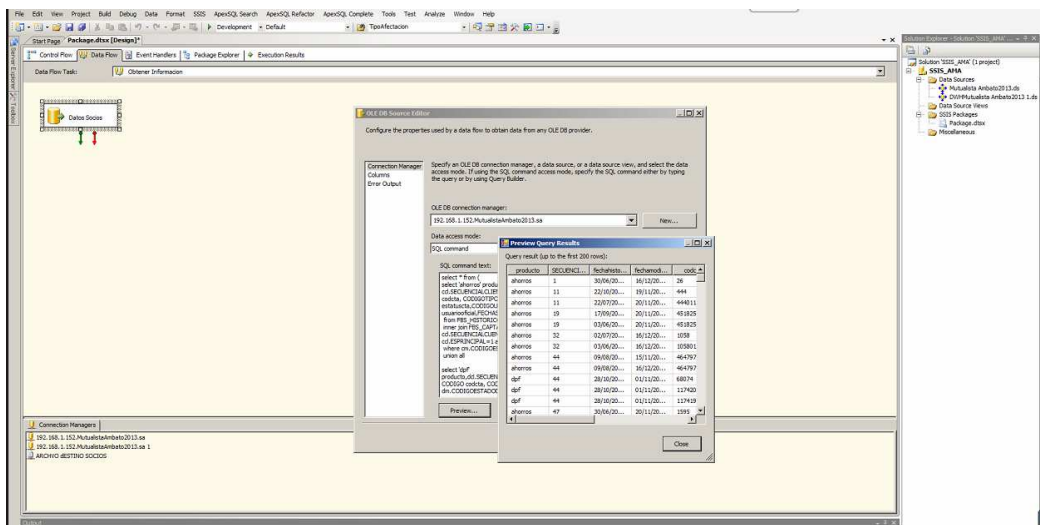 File Edit View Project Build Debug Data Format SSIS ApexSQL Search ApexSQL Refactor ApexSQL Complete Tools Test Analyze Window Help
Development Default TipoAfectacion
Start Page Package.dtsx [Design]*
Control Flow Data Flow Event Handlers Package Explorer Execution Results
Data Flow Task: Obtener Informacion
Server Explorer
Toolbox
Datos Socios
OLE DB Source Editor
Configure the properties used by a data flow to obtain data from any OLE DB provider.
Connection Manager
Columns
Error Output
Specify an OLE DB connection manager, a data source, or a data source view, and select the data
access mode. If using the SQL command access mode, specify the SQL command either by typing
the query or by using Query Builder.
OLE DB connection manager:
192.168.1.152.MutualistaAmbato2013.sa New...
Data access mode:
SQL command
SQL command text:
select * from (
select 'ahorros' produ
cd.SECUENCIALCLIE
codcta, CODIGOTIPC
estatuscta,CODIGOU
usuariooficial,FECHAS
from FBS_HISTORIC
inner join FBS_CAPTA
cd.SECUENCIALCUEN
cd.ESPRINCIPAL=1 a
where cm.CODIGOES
union all
select 'dpf'
producto,dd.SECUEN
CODIGO codcta, COD
dn.CODIGOESTADO
Preview...
Preview Query Results
Query result (up to the first 200 rows):
producto SECUENCI... fechahisto... fechamodi... codc
ahorros 1 30/06/20... 16/12/20... 26
ahorros 11 22/10/20... 19/11/20... 444
ahorros 11 22/07/20... 20/11/20... 444011
ahorros 19 17/09/20... 20/11/20... 451825
ahorros 19 03/06/20... 20/11/20... 451825
ahorros 32 02/07/20... 16/12/20... 1058
ahorros 32 03/06/20... 16/12/20... 105801
ahorros 44 09/08/20... 15/11/20... 464797
ahorros 44 09/08/20... 16/12/20... 464797
dpf 44 28/10/20... 01/11/20... 68074
dpf 44 28/10/20... 01/11/20... 117420
dpf 44 28/10/20... 01/11/20... 117419
ahorros 47 30/06/20... 20/11/20... 1595
Close
Connection Managers
192.168.1.152.MutualistaAmbato2013.sa
192.168.1.152.MutualistaAmbato2013.sa 1
ARCHIVO dESTINO SOCIOS
Output
Solution Explorer - Solution 'SSIS_AMA' ...
Solution 'SSIS_AMA' (1 project)
SSIS_AMA
Data Sources
Mutualista Ambato2013.ds
DWHMutualista Ambato2013 1.ds
Data Source Views
SSIS Packages
Package.dtsx
Miscellaneous